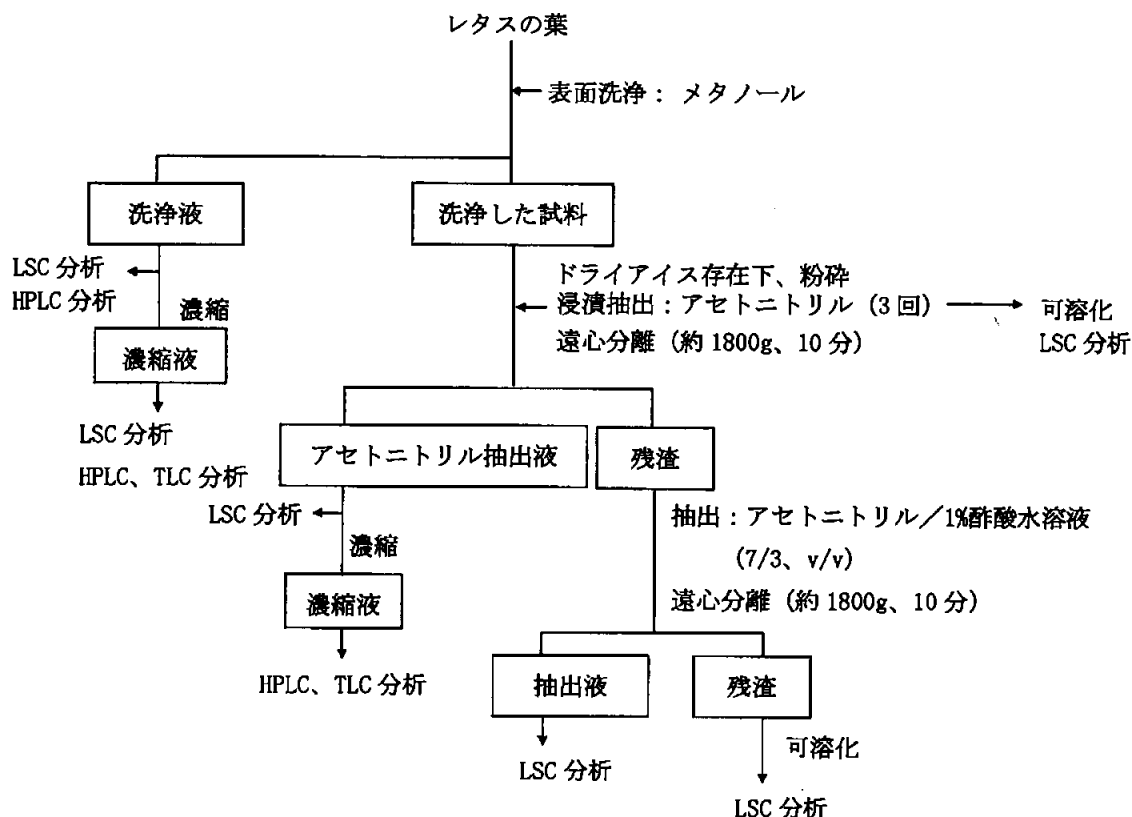 レタスの葉
表面洗浄： メタノール
洗浄液
洗浄した試料
LSC 分析
HPLC 分析
濃縮
濃縮液
LSC 分析
HPLC、TLC 分析
ドライアイス存在下、粉砕
浸漬抽出：アセトニトリル（3 回）
遠心分離（約 1800g、10 分）
可溶化
LSC 分析
アセトニトリル抽出液
残渣
LSC 分析
濃縮
濃縮液
HPLC、TLC 分析
抽出：アセトニトリル／1%酢酸水溶液
（7/3、v/v）
遠心分離（約 1800g、10 分）
抽出液
残渣
LSC 分析
可溶化
LSC 分析